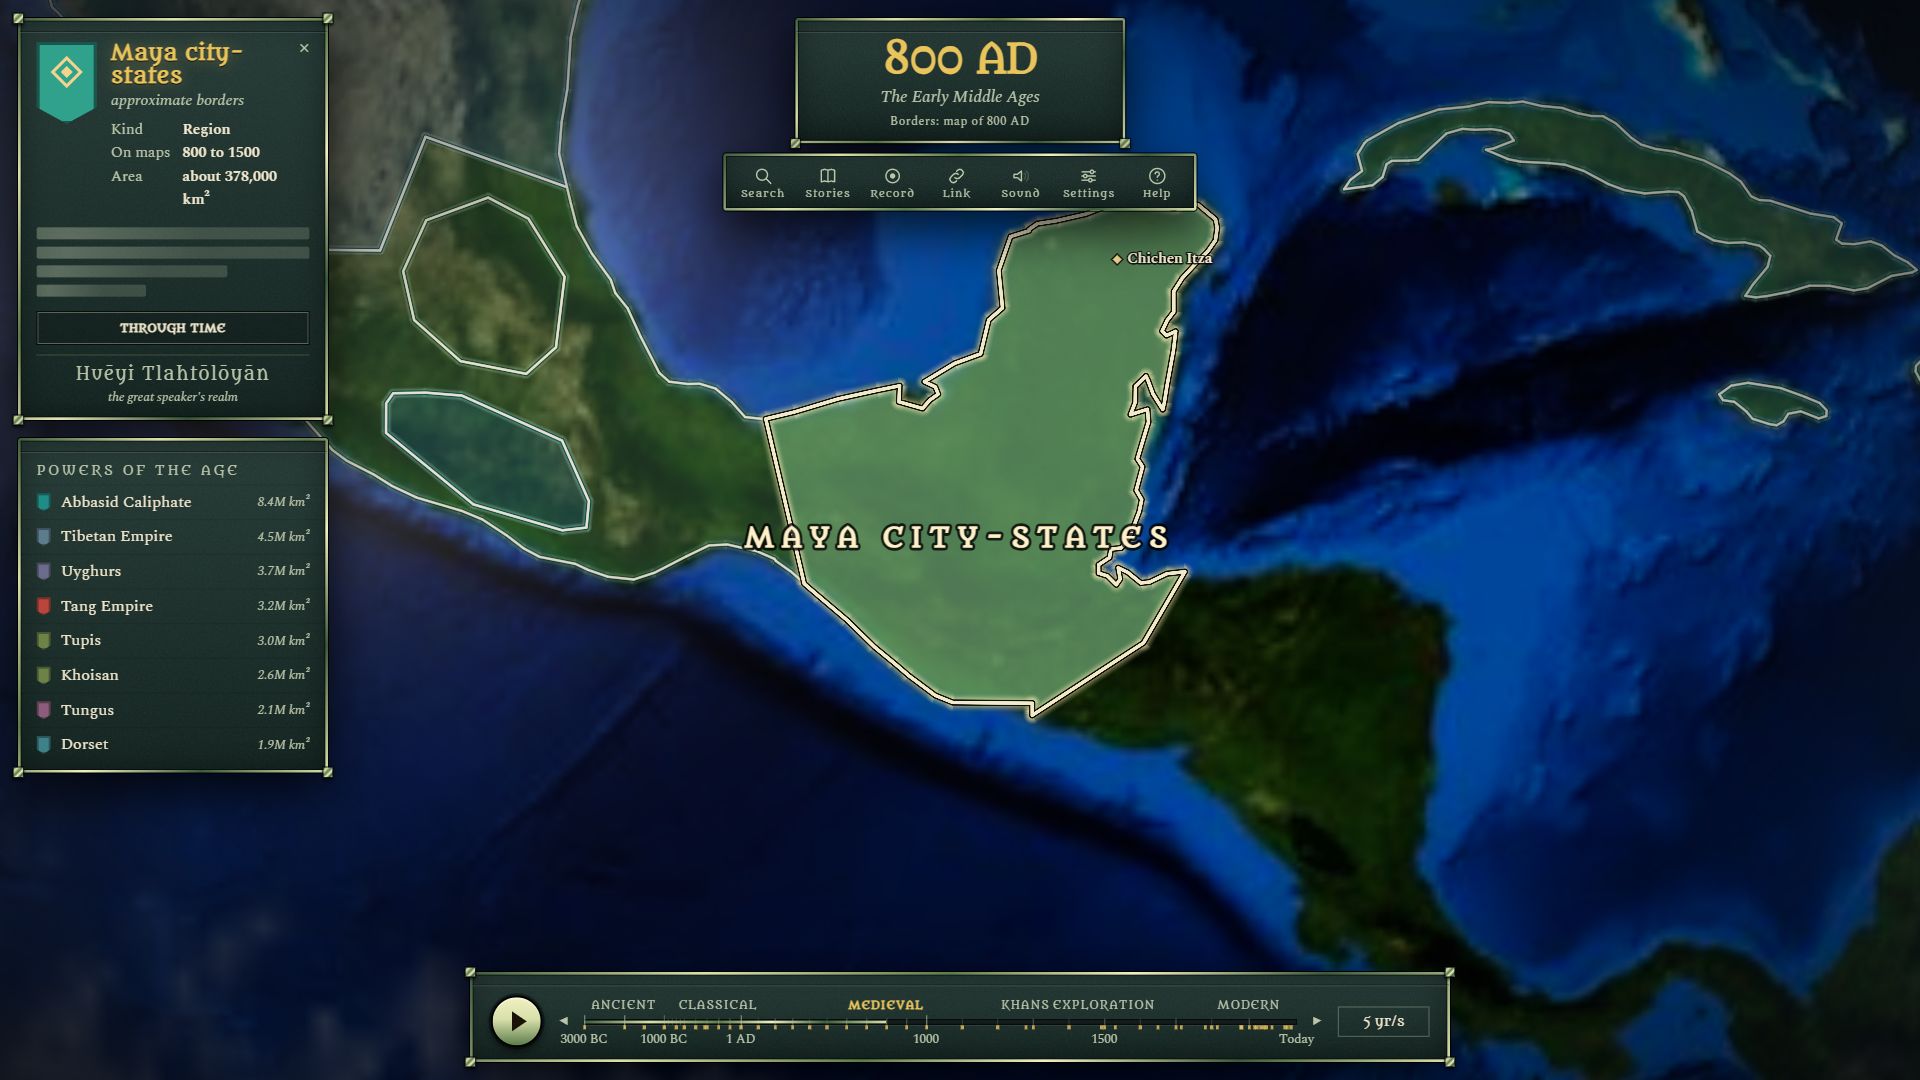 Maya city-
states
approximate borders
Kind Region
On maps 800 to 1500
Area about 378,000
km²
THROUGH TIME
Huēyi Tlahtōlōyān
the great speaker's realm
POWERS OF THE AGE
Abbasid Caliphate 8.4M km²
Tibetan Empire 4.5M km²
Uyghurs 3.7M km²
Tang Empire 3.2M km²
Tupis 3.0M km²
Khoisan 2.6M km²
Tungus 2.1M km²
Dorset 1.9M km²
800 AD
The Early Middle Ages
Borders: map of 800 AD
Search Stories Record Link Sound Settings Help
Chichen Itza
MAYA CITY-STATES
ANCIENT CLASSICAL MEDIEVAL KHANS EXPLORATION MODERN
3000 BC 1000 BC 1 AD 1000 1500 Today
5 yr/s